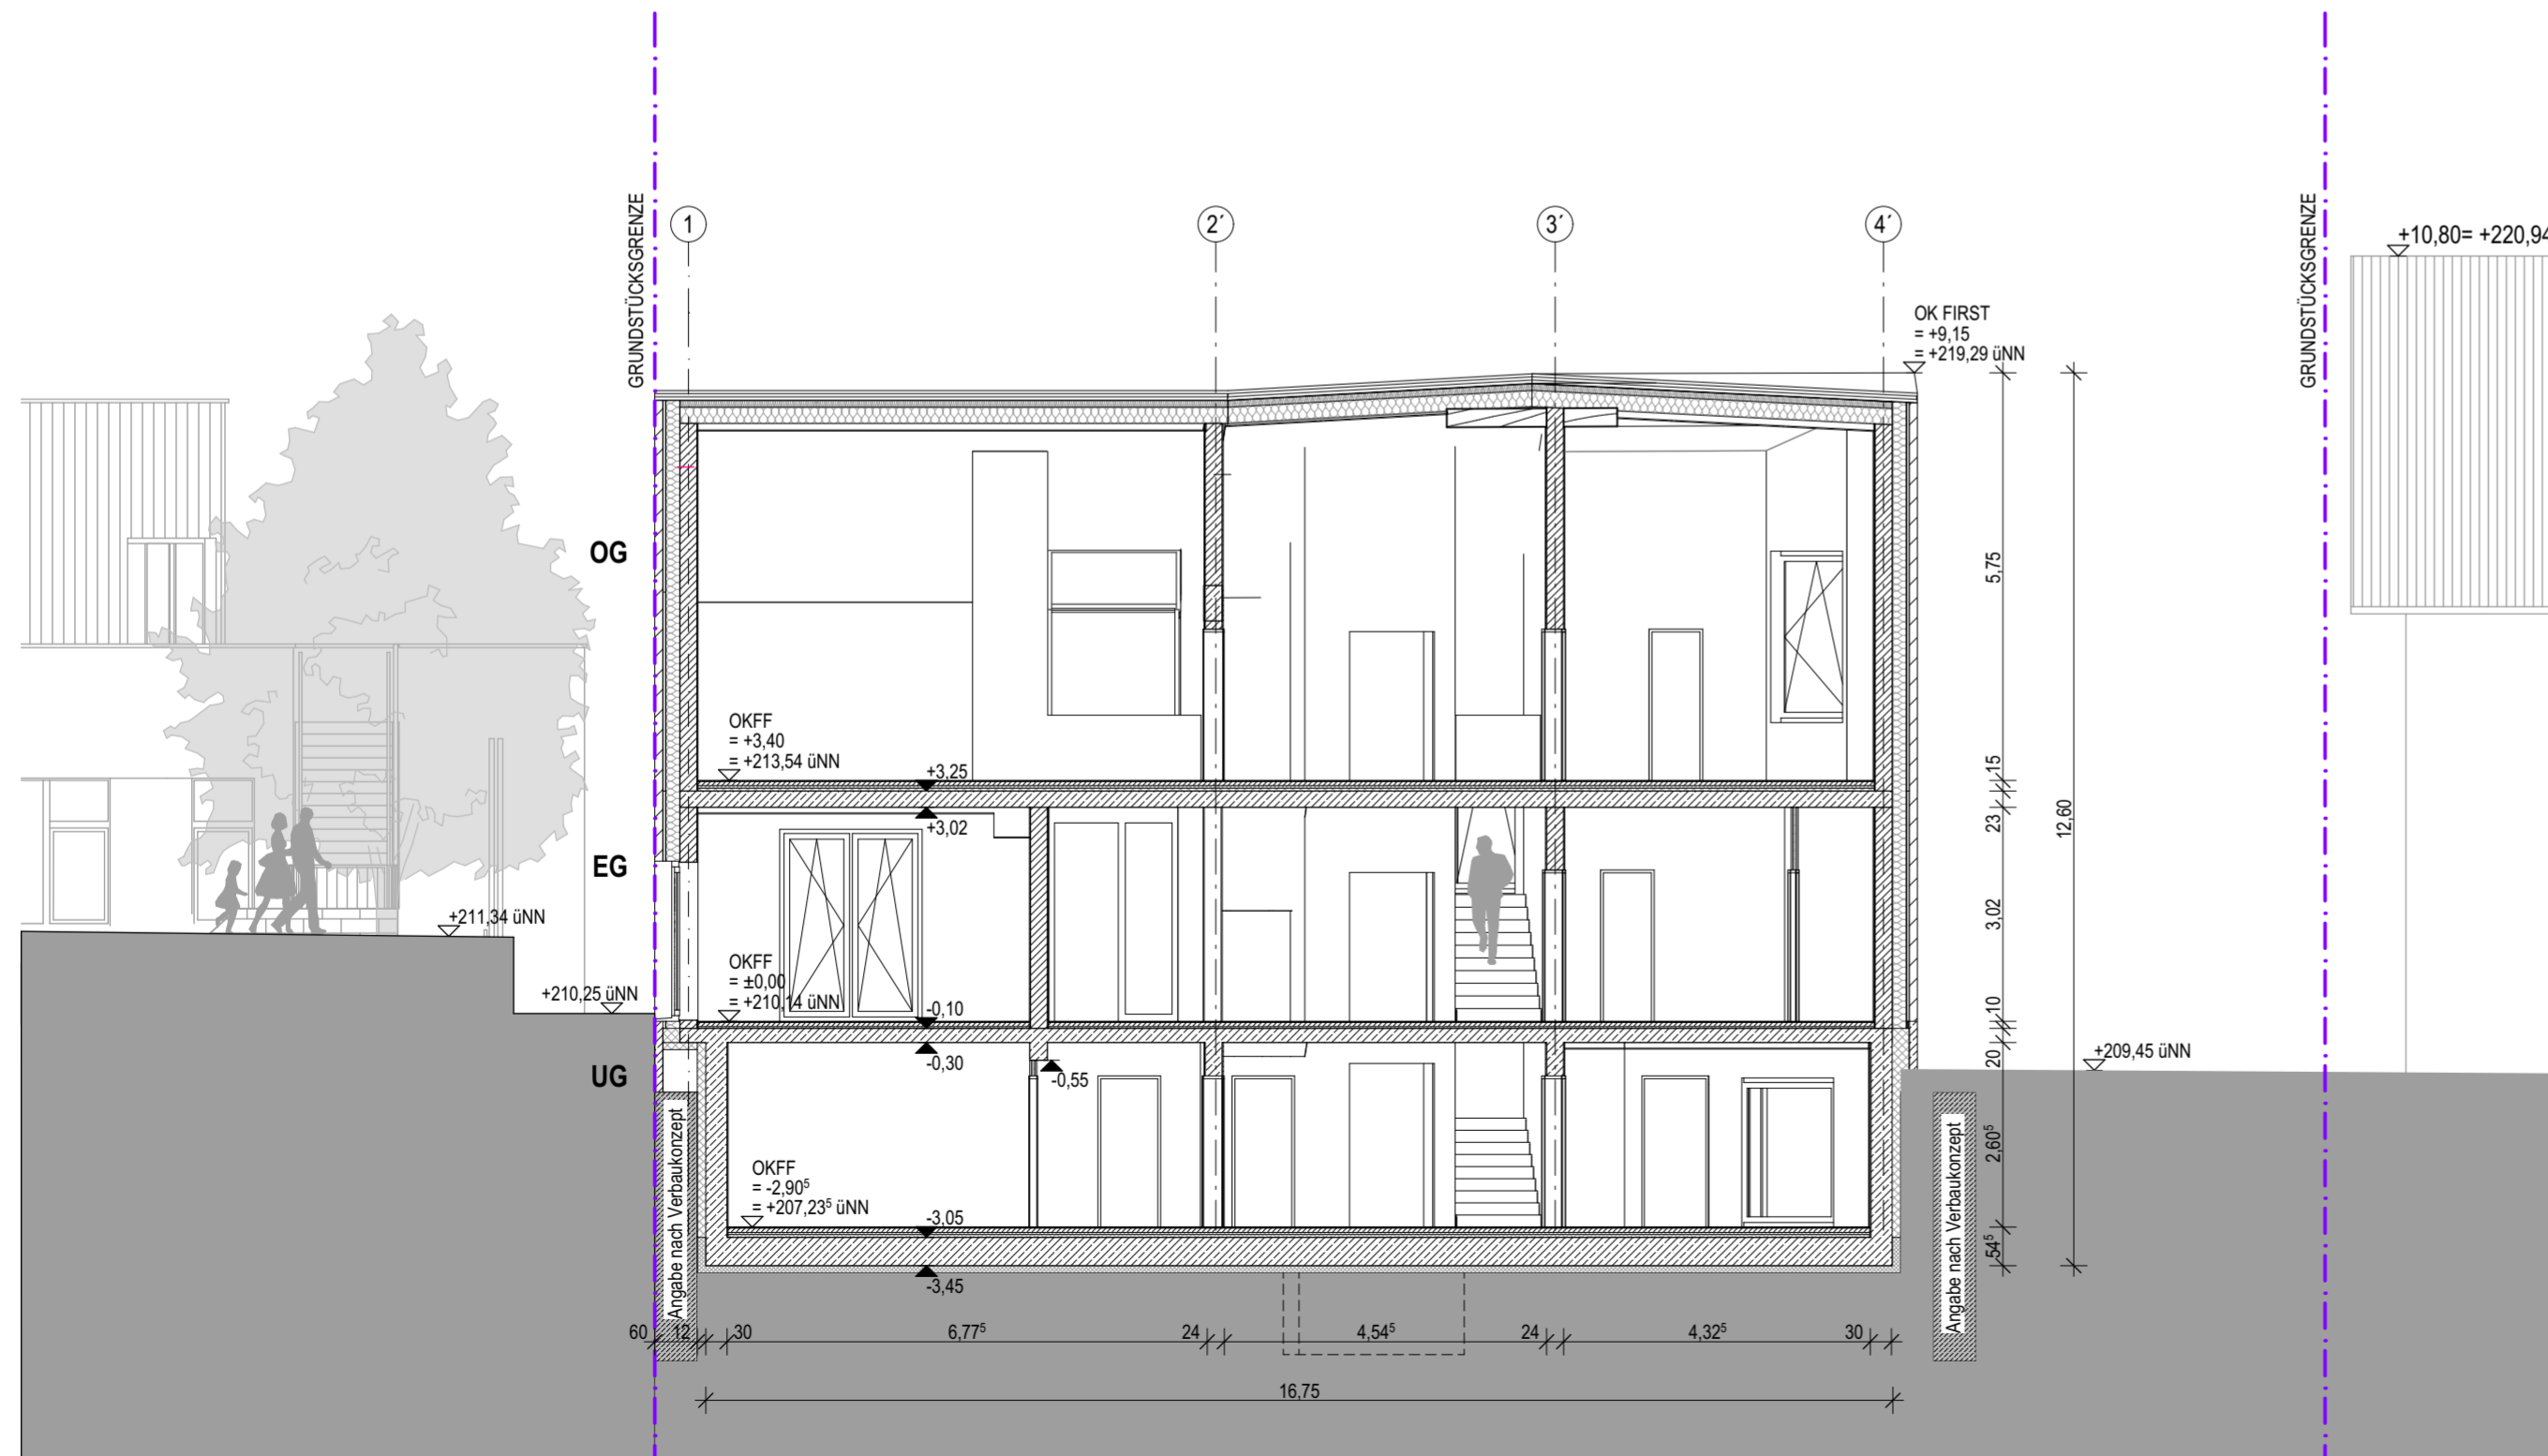 GRUNDSTÜCKSGRENZE
1
2´
3´
4´
GRUNDSTÜCKSGRENZE
+10,80= +220,94
OK FIRST
= +9,15
= +219,29 üNN
OG
5,75
OKFF
= +3,40
= +213,54 üNN
+3,25
15
+3,02
23
12,60
EG
3,02
+211,34 üNN
OKFF
= ±0,00
= +210,14 üNN
+210,25 üNN
-0,10
10
-0,30
20
-0,55
+209,45 üNN
UG
Angabe nach Verbaukonzept
Angabe nach Verbaukonzept
2,60⁵
OKFF
= -2,90⁵
= +207,23⁵ üNN
-3,05
54⁵
-3,45
60
12
30
6,77⁵
24
4,54⁵
24
4,32⁵
30
16,75